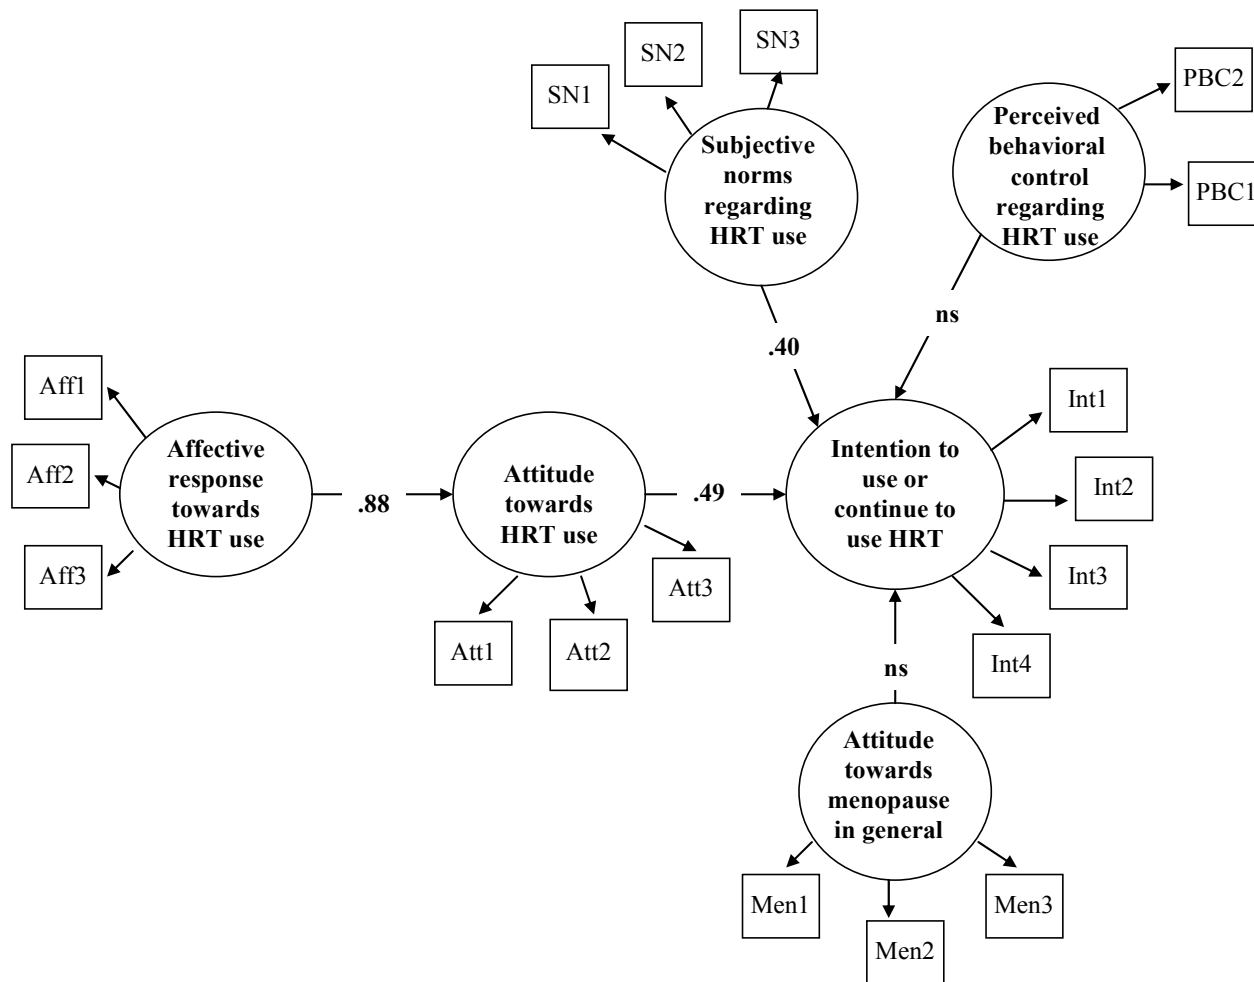 SN3
SN2
SN1
PBC2
PBC1
Subjective
norms
regarding
HRT use
Perceived
behavioral
control
regarding
HRT use
ns
.40
Aff1
Aff2
Aff3
Affective
response
towards
HRT use
.88
Attitude
towards
HRT use
.49
Att1
Att2
Att3
Intention to
use or
continue to
use HRT
Int1
Int2
Int3
Int4
ns
Attitude
towards
menopause
in general
Men1
Men2
Men3